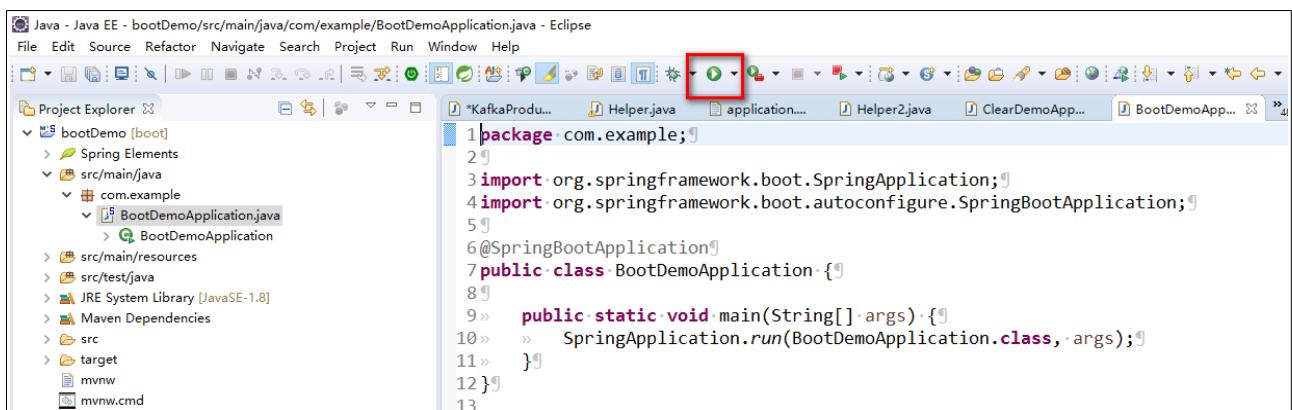 Java - Java EE - bootDemo/src/main/java/com/example/BootDemoApplication.java - Eclipse
File Edit Source Refactor Navigate Search Project Run Window Help
Project Explorer
*KafkaProdu... Helper.java application.... Helper2.java ClearDemoApp... BootDemoApp...
bootDemo [boot]
Spring Elements
src/main/java
com.example
BootDemoApplication.java
BootDemoApplication
src/main/resources
src/test/java
JRE System Library [JavaSE-1.8]
Maven Dependencies
src
target
mvnw
mvnw.cmd
1 package com.example;
2
3 import org.springframework.boot.SpringApplication;
4 import org.springframework.boot.autoconfigure.SpringBootApplication;
5
6 @SpringBootApplication
7 public class BootDemoApplication {
8
9 public static void main(String[] args) {
10 SpringApplication.run(BootDemoApplication.class, args);
11 }
12 }
13